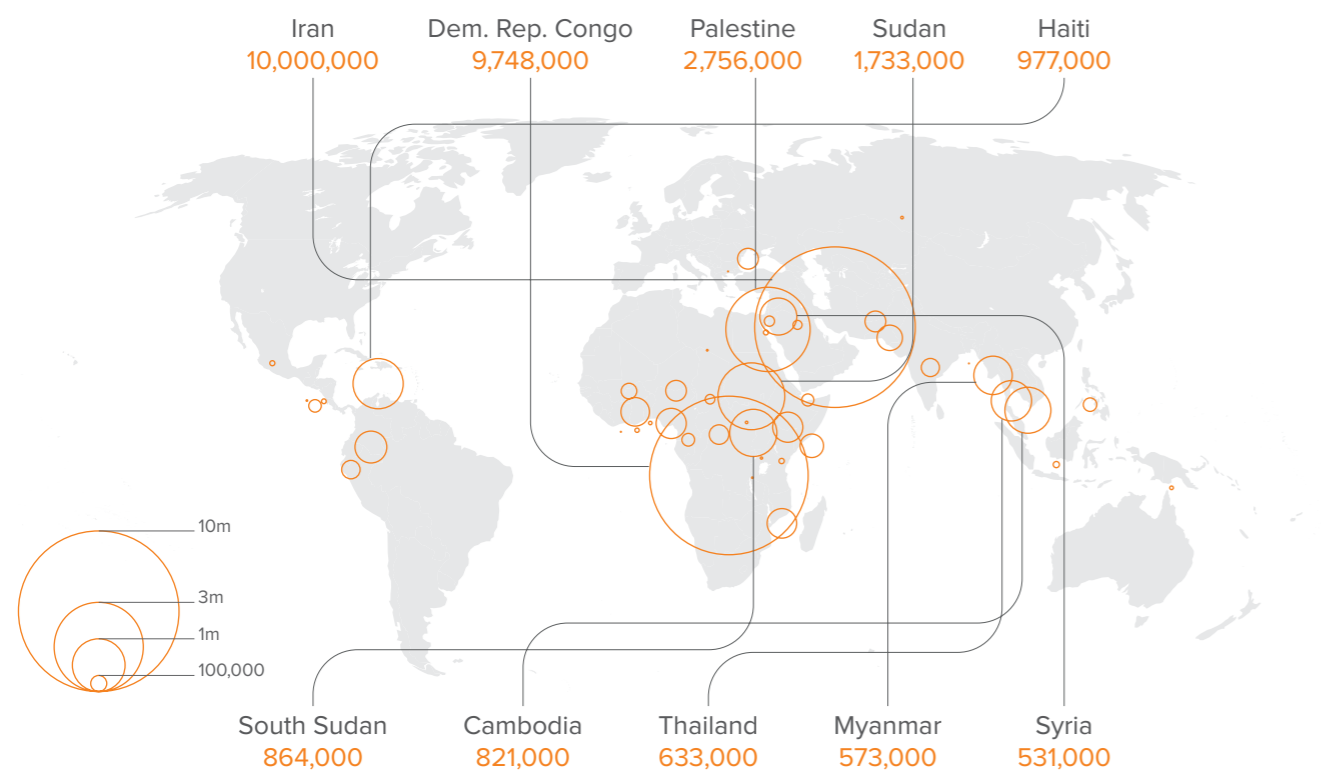 Iran
10,000,000
Dem. Rep. Congo
9,748,000
Palestine
2,756,000
Sudan
1,733,000
Haiti
977,000
10m
3m
1m
100,000
South Sudan
864,000
Cambodia
821,000
Thailand
633,000
Myanmar
573,000
Syria
531,000